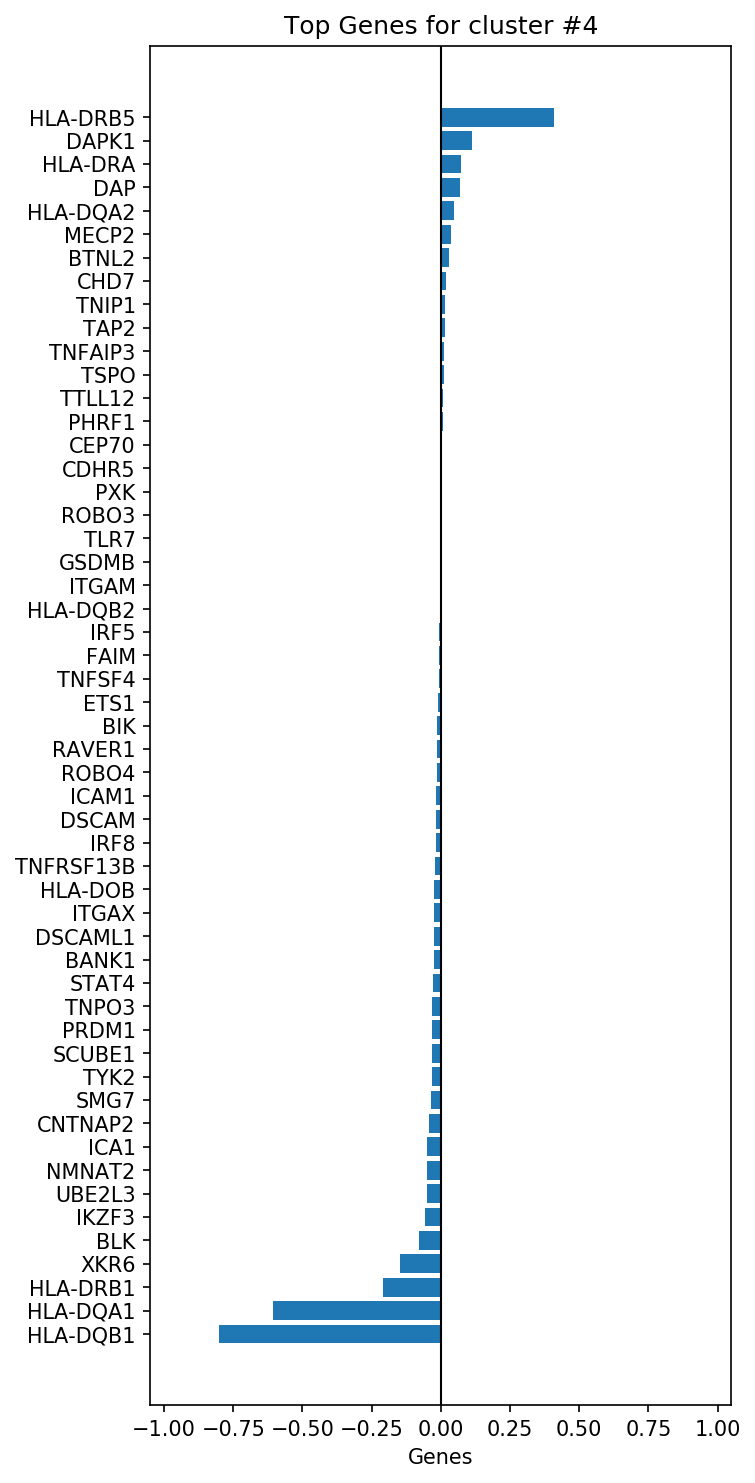 Top Genes for cluster #4
HLA-DRB5
DAPK1
HLA-DRA
DAP
HLA-DQA2
MECP2
BTNL2
CHD7
TNIP1
TAP2
TNFAIP3
TSPO
TTLL12
PHRF1
CEP70
CDHR5
PXK
ROBO3
TLR7
GSDMB
ITGAM
HLA-DQB2
IRF5
FAIM
TNFSF4
ETS1
BIK
RAVER1
ROBO4
ICAM1
DSCAM
IRF8
TNFRSF13B
HLA-DOB
ITGAX
DSCAML1
BANK1
STAT4
TNPO3
PRDM1
SCUBE1
TYK2
SMG7
CNTNAP2
ICA1
NMNAT2
UBE2L3
IKZF3
BLK
XKR6
HLA-DRB1
HLA-DQA1
HLA-DQB1
−1.00 −0.75 −0.50 −0.25 0.00 0.25 0.50 0.75 1.00
Genes